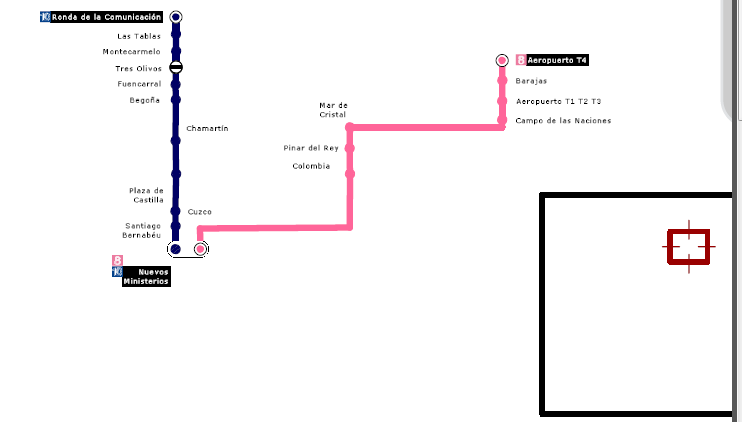 10 Ronda de la Comunicación
Las Tablas
Montecarmelo
Tres Olivos
Fuencarral
Begoña
Chamartín
Plaza de
Castilla
Cuzco
Santiago
Bernabéu
8
10 Nuevos
Ministerios
Mar de
Cristal
Pinar del Rey
Colombia
8 Aeropuerto T4
Barajas
Aeropuerto T1 T2 T3
Campo de las Naciones